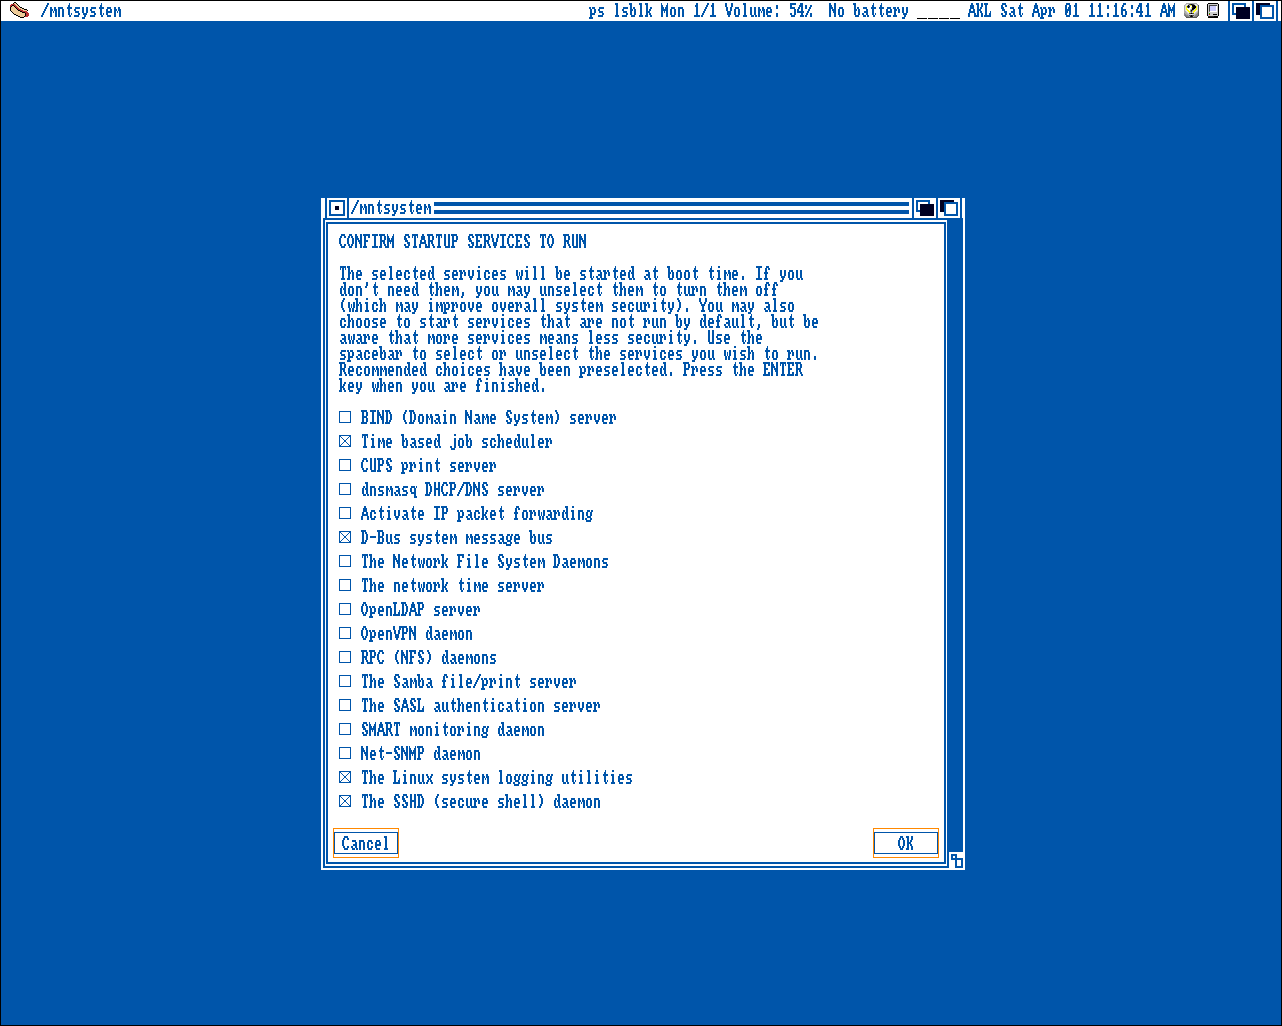 /mntsystem
ps lsblk Mon 1/1 Volume: 54% No battery ____ AKL Sat Apr 01 11:16:41 AM
/mntsystem
CONFIRM STARTUP SERVICES TO RUN
The selected services will be started at boot time. If you
don't need them, you may unselect them to turn them off
(which may improve overall system security). You may also
choose to start services that are not run by default, but be
aware that more services means less security. Use the
spacebar to select or unselect the services you wish to run.
Recommended choices have been preselected. Press the ENTER
key when you are finished.
BIND (Domain Name System) server
Time based job scheduler
CUPS print server
dnsmasq DHCP/DNS server
Activate IP packet forwarding
D-Bus system message bus
The Network File System Daemons
The network time server
OpenLDAP server
OpenVPN daemon
RPC (NFS) daemons
The Samba file/print server
The SASL authentication server
SMART monitoring daemon
Net-SNMP daemon
The Linux system logging utilities
The SSHD (secure shell) daemon
Cancel
OK